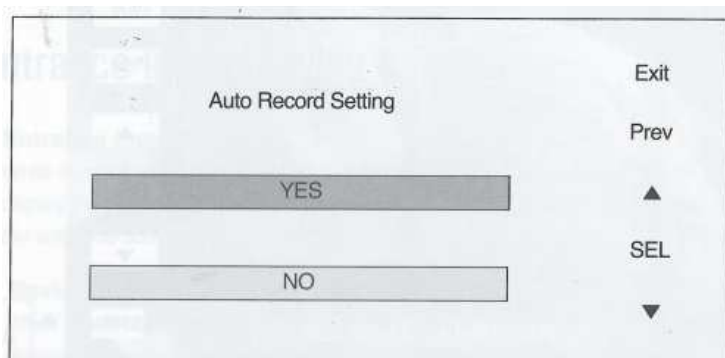 Auto Record Setting
YES
NO
Exit
Prev
▲
SEL
▼